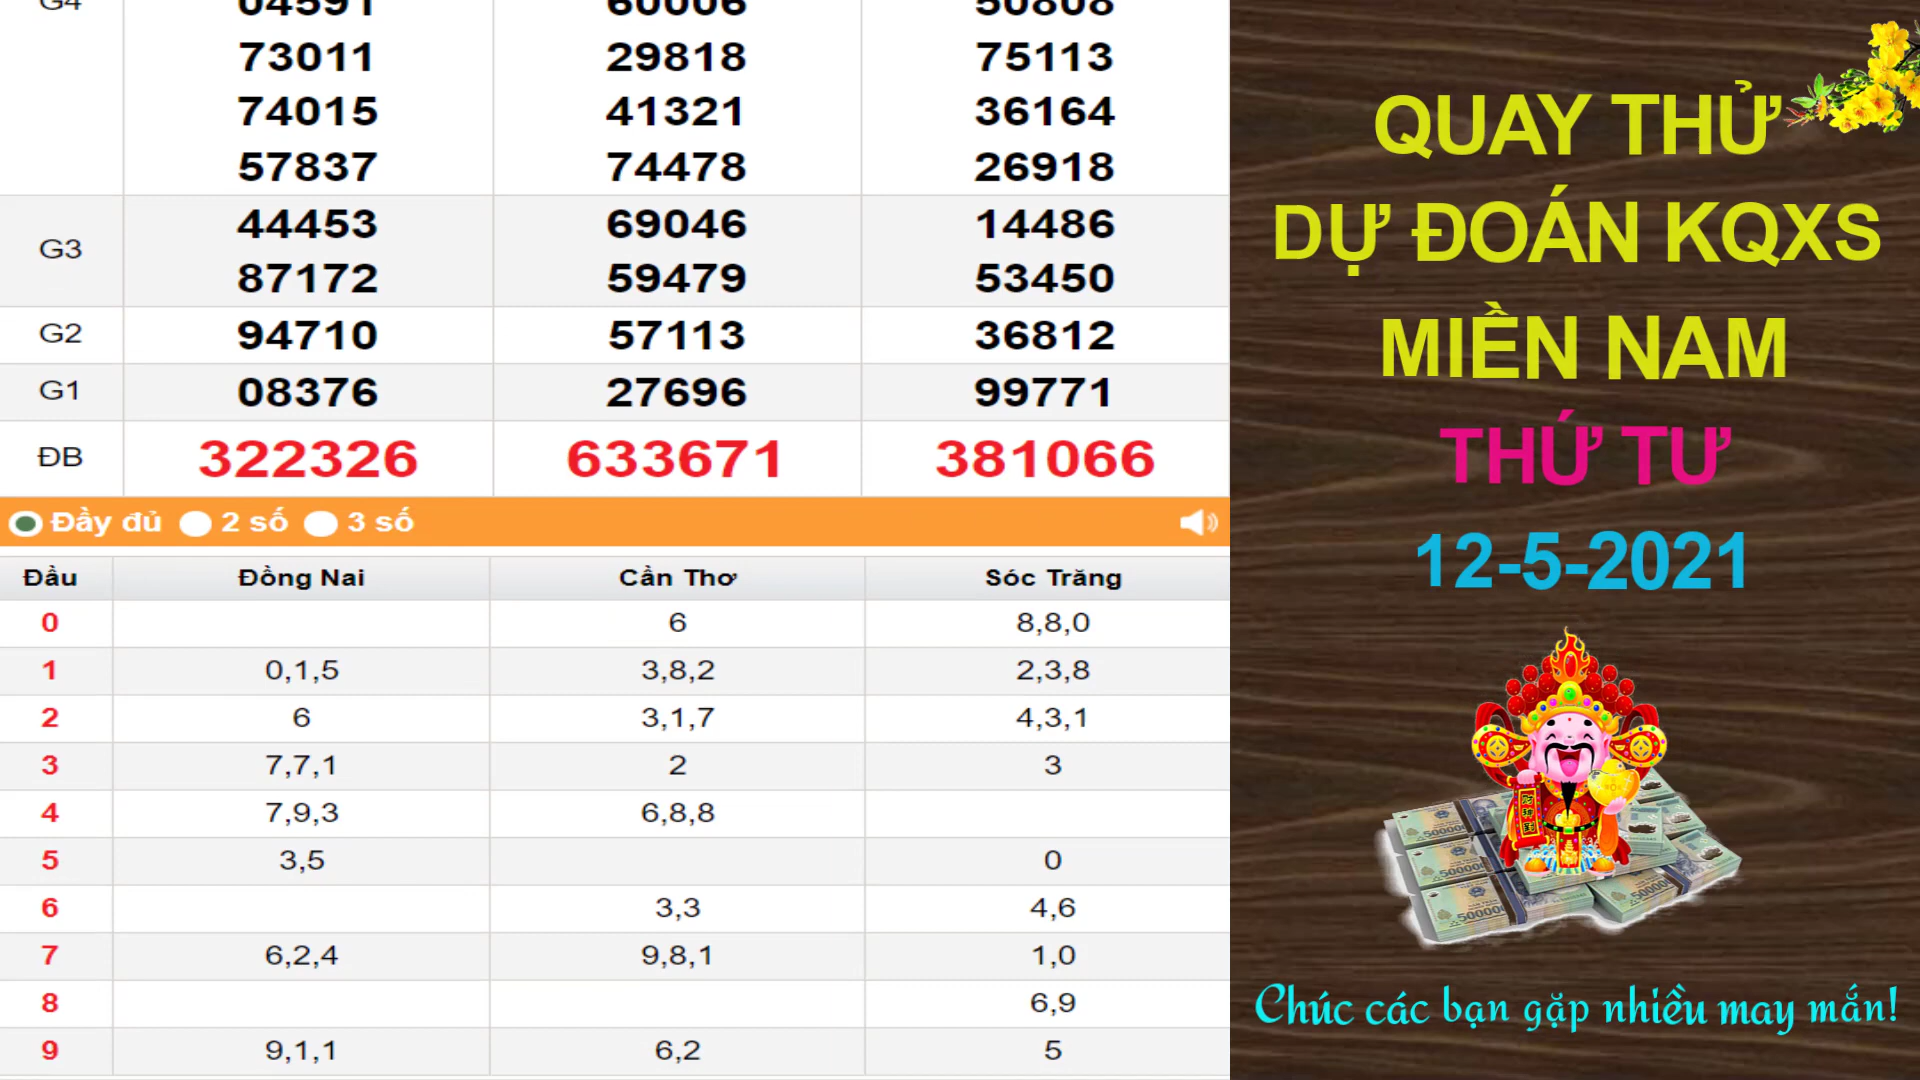 G4 04591 60006 50808
73011 29818 75113
74015 41321 36164
57837 74478 26918
G3 44453 69046 14486
87172 59479 53450
G2 94710 57113 36812
G1 08376 27696 99771
ĐB 322326 633671 381066
Đầy đủ 2 số 3 số
Đầu Đồng Nai Cần Thơ Sóc Trăng
0 6 8,8,0
1 0,1,5 3,8,2 2,3,8
2 6 3,1,7 4,3,1
3 7,7,1 2 3
4 7,9,3 6,8,8
5 3,5 0
6 3,3 4,6
7 6,2,4 9,8,1 1,0
8 6,9
9 9,1,1 6,2 5
QUAY THỬ
DỰ ĐOÁN KQXS
MIỀN NAM
THỨ TƯ
12-5-2021
Chúc các bạn gặp nhiều may mắn!